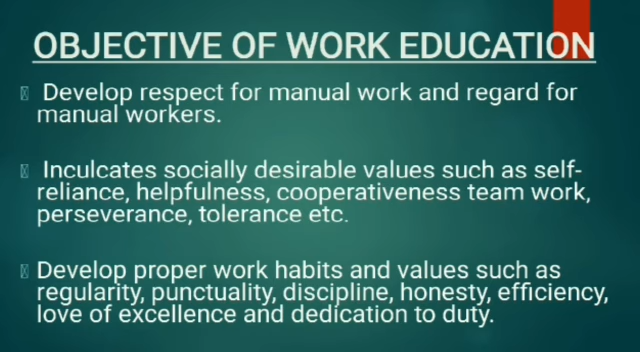 OBJECTIVE OF WORK EDUCATION
Develop respect for manual work and regard for
manual workers.
Inculcates socially desirable values such as self-
reliance, helpfulness, cooperativeness team work,
perseverance, tolerance etc.
Develop proper work habits and values such as
regularity, punctuality, discipline, honesty, efficiency,
love of excellence and dedication to duty.